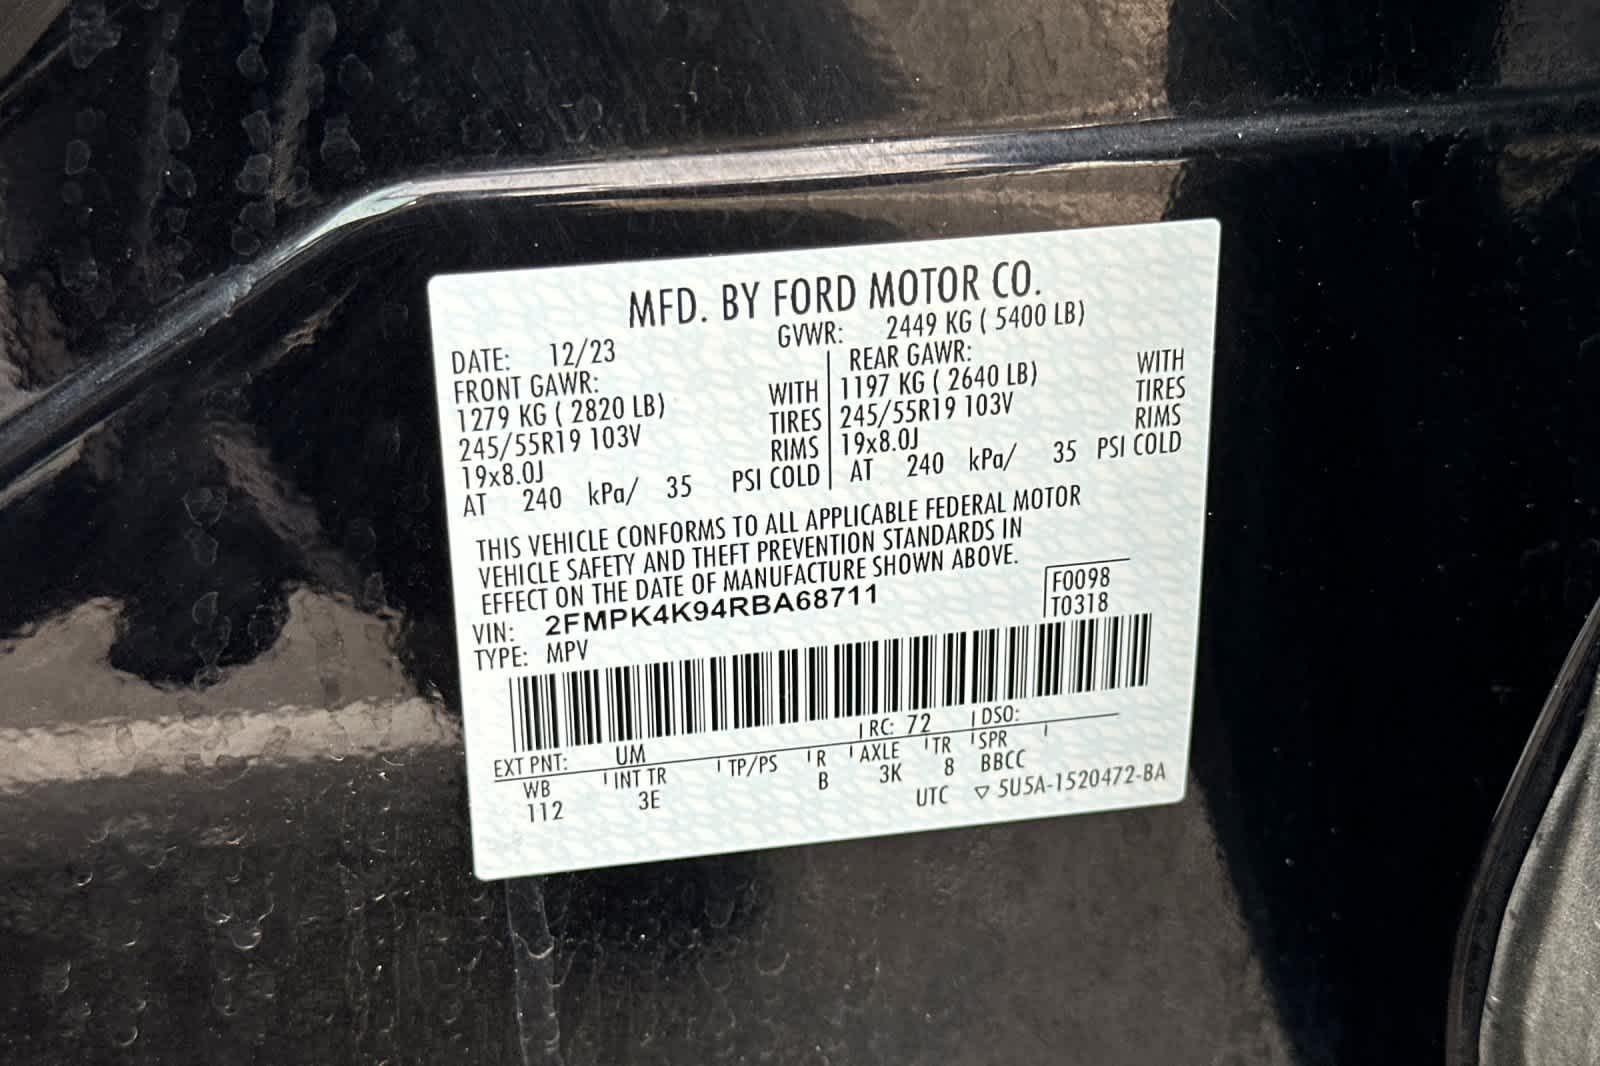 MFD. BY FORD MOTOR CO.
DATE: 12/23 GVWR: 2449 KG ( 5400 LB)
FRONT GAWR:
1279 KG ( 2820 LB) WITH
245/55R19 103V TIRES
19x8.0J RIMS
AT 240 kPa/ 35 PSI COLD
REAR GAWR:
1197 KG ( 2640 LB) WITH
245/55R19 103V TIRES
19x8.0J RIMS
AT 240 kPa/ 35 PSI COLD
THIS VEHICLE CONFORMS TO ALL APPLICABLE FEDERAL MOTOR
VEHICLE SAFETY AND THEFT PREVENTION STANDARDS IN
EFFECT ON THE DATE OF MANUFACTURE SHOWN ABOVE.
VIN: 2FMPK4K94RBA68711
TYPE: MPV
F0098
T0318
EXT PNT: UM RC: 72 DSO:
WB INT TR TP/PS R AXLE TR SPR
112 3E B 3K 8 BBCC
UTC ▽ 5U5A-1520472-BA